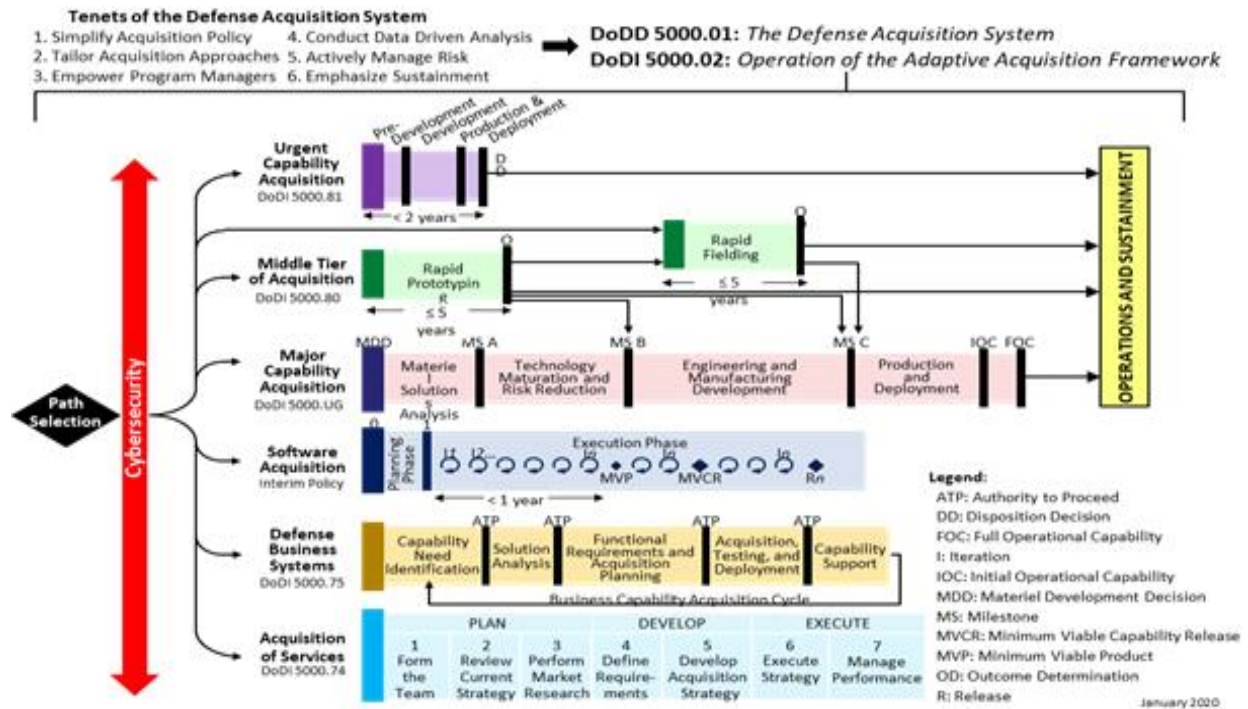 Tenets of the Defense Acquisition System
1. Simplify Acquisition Policy
4. Conduct Data Driven Analysis
2. Tailor Acquisition Approaches
5. Actively Manage Risk
3. Empower Program Managers
6. Emphasize Sustainment
DoDD 5000.01: The Defense Acquisition System
DoDI 5000.02: Operation of the Adaptive Acquisition Framework
Path
Selection
Cybersecurity
Urgent
Capability
Acquisition
DoDI 5000.81
Pre-
Development
Development
Production &
Deployment
D
D
< 2 years
Middle Tier
of Acquisition
DoDI 5000.80
Rapid
Prototypin
g
O
≤ 5
years
Rapid
Fielding
O
≤ 5
years
Major
Capability
Acquisition
DoDI 5000.UG
MDD
Materie
l
Solution
s
Analysis
MS A
Technology
Maturation and
Risk Reduction
MS B
Engineering and
Manufacturing
Development
MS C
Production
and
Deployment
IOC
FOC
OPERATIONS AND SUSTAINMENT
Software
Acquisition
Interim Policy
0
Planning
Phase
1
Execution Phase
I1
I2...
In
MVP
In
MVCR
In
Rn
< 1 year
Defense
Business
Systems
DoDI 5000.75
Capability
Need
Identification
ATP
Solution
Analysis
ATP
Functional
Requirements and
Acquisition
Planning
ATP
Acquisition,
Testing, and
Deployment
ATP
Capability
Support
Business Capability Acquisition Cycle
Acquisition
of Services
DoDI 5000.74
PLAN
DEVELOP
EXECUTE
1
Form
the
Team
2
Review
Current
Strategy
3
Perform
Market
Research
4
Define
Require-
ments
5
Develop
Acquisition
Strategy
6
Execute
Strategy
7
Manage
Performance
Legend:
ATP: Authority to Proceed
DD: Disposition Decision
FOC: Full Operational Capability
I: Iteration
IOC: Initial Operational Capability
MDD: Materiel Development Decision
MS: Milestone
MVCR: Minimum Viable Capability Release
MVP: Minimum Viable Product
OD: Outcome Determination
R: Release
January 2020